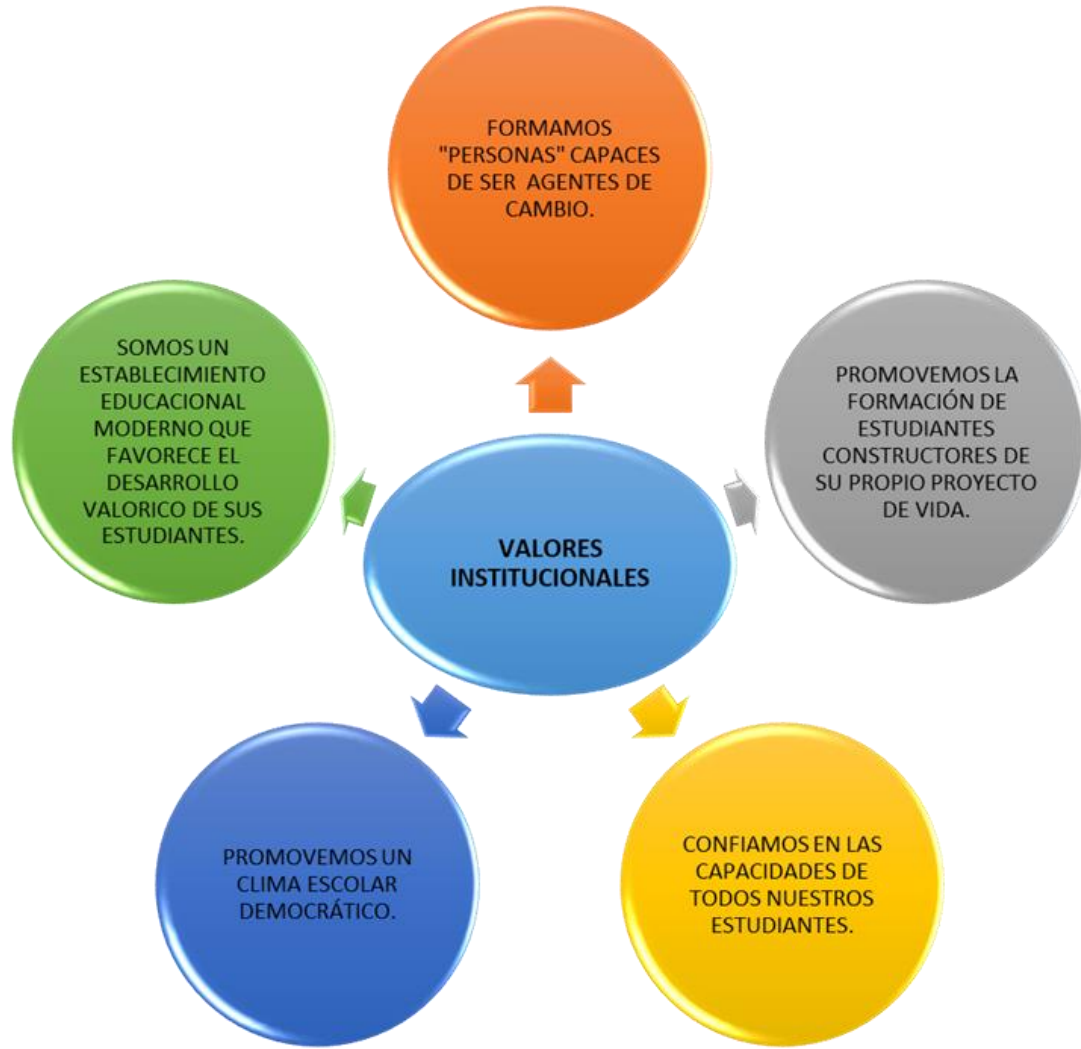 FORMAMOS
"PERSONAS" CAPACES
DE SER AGENTES DE
CAMBIO.
SOMOS UN
ESTABLECIMIENTO
EDUCACIONAL
MODERNO QUE
FAVORECE EL
DESARROLLO
VALORICO DE SUS
ESTUDIANTES.
PROMOVEMOS LA
FORMACIÓN DE
ESTUDIANTES
CONSTRUCTORES DE
SU PROPIO PROYECTO
DE VIDA.
VALORES
INSTITUCIONALES
PROMOVEMOS UN
CLIMA ESCOLAR
DEMOCRÁTICO.
CONFIAMOS EN LAS
CAPACIDADES DE
TODOS NUESTROS
ESTUDIANTES.